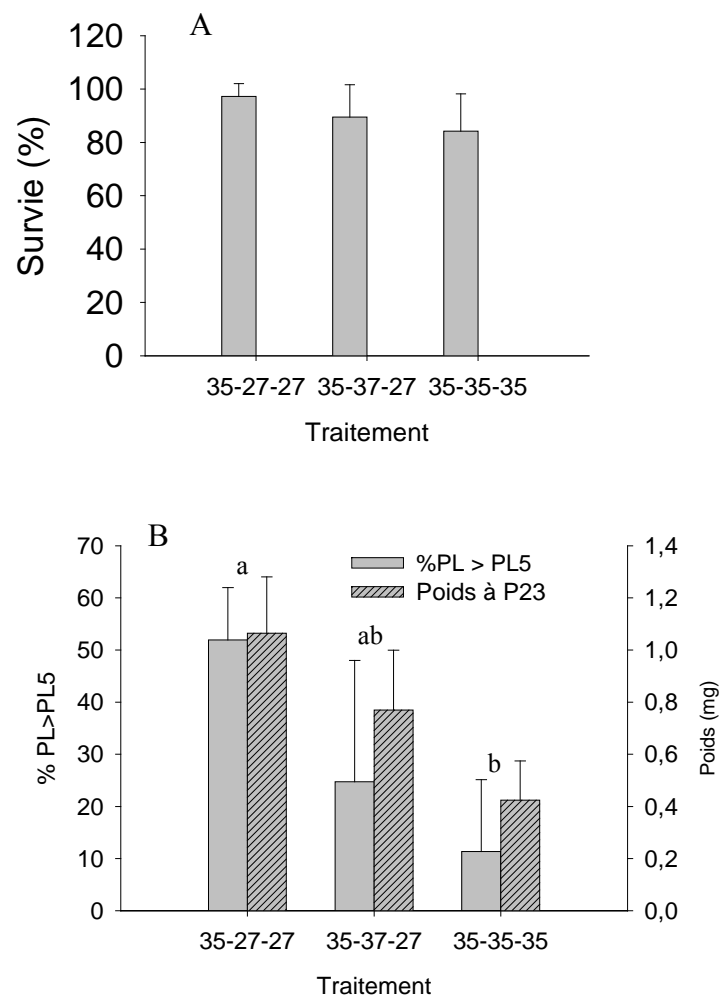 A
120
100
80
60
40
20
0
Survie (%)
35-27-27 35-37-27 35-35-35
Traitement
B
70
60
50
40
30
20
10
0
% PL>PL5
a
ab
b
%PL > PL5
Poids à P23
1,4
1,2
1,0
0,8
0,6
0,4
0,2
0,0
Poids (mg)
35-27-27 35-37-27 35-35-35
Traitement